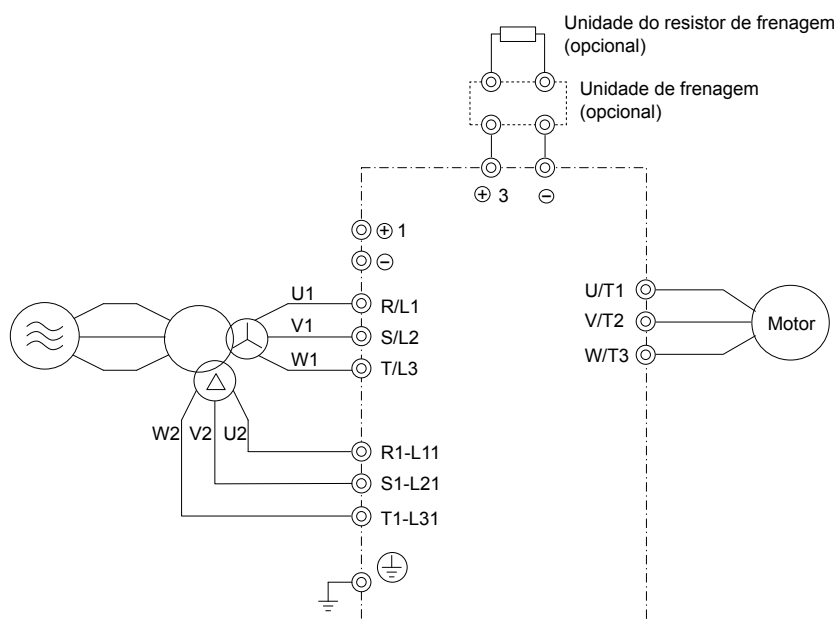 Unidade do resistor de frenagem
(opcional)
Unidade de frenagem
(opcional)
⊕ 3
⊖
⊕ 1
⊖
U1
R/L1
V1
S/L2
W1
T/L3
U/T1
V/T2
W/T3
Motor
W2
V2
U2
R1-L11
S1-L21
T1-L31